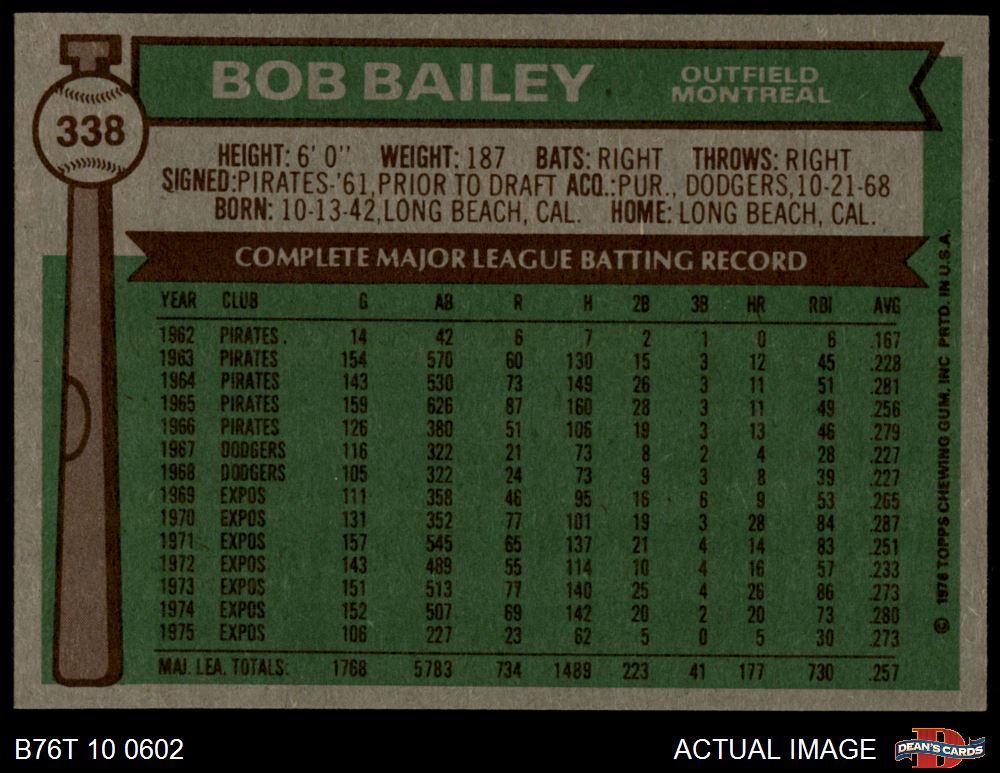 338
BOB BAILEY
OUTFIELD
MONTREAL
HEIGHT: 6' 0" WEIGHT: 187 BATS: RIGHT THROWS: RIGHT
SIGNED:PIRATES-'61,PRIOR TO DRAFT ACQ.:PUR., DODGERS,10-21-68
BORN: 10-13-42,LONG BEACH, CAL. HOME: LONG BEACH, CAL.
COMPLETE MAJOR LEAGUE BATTING RECORD
YEAR CLUB G AB R H 2B 3B HR RBI AVG
1962 PIRATES. 14 42 6 7 2 1 0 6 .167
1963 PIRATES 154 570 60 130 15 3 12 45 .228
1964 PIRATES 143 530 73 149 26 3 11 51 .281
1965 PIRATES 159 626 87 160 28 3 11 49 .256
1966 PIRATES 126 380 51 106 19 3 13 46 .279
1967 DODGERS 116 322 21 73 8 2 4 28 .227
1968 DODGERS 105 322 24 73 9 3 8 39 .227
1969 EXPOS 111 358 46 95 16 6 9 53 .265
1970 EXPOS 131 352 77 101 19 3 28 84 .287
1971 EXPOS 157 545 65 137 21 4 14 83 .251
1972 EXPOS 143 489 55 114 10 4 16 57 .233
1973 EXPOS 151 513 77 140 25 4 26 86 .273
1974 EXPOS 152 507 69 142 20 2 20 73 .280
1975 EXPOS 106 227 23 62 5 0 5 30 .273
MAJ. LEA. TOTALS: 1768 5783 734 1489 223 41 177 730 .257
© 1976 TOPPS CHEWING GUM, INC PRTD. IN U.S.A.
B76T 10 0602
ACTUAL IMAGE
D
DEAN'S CARDS